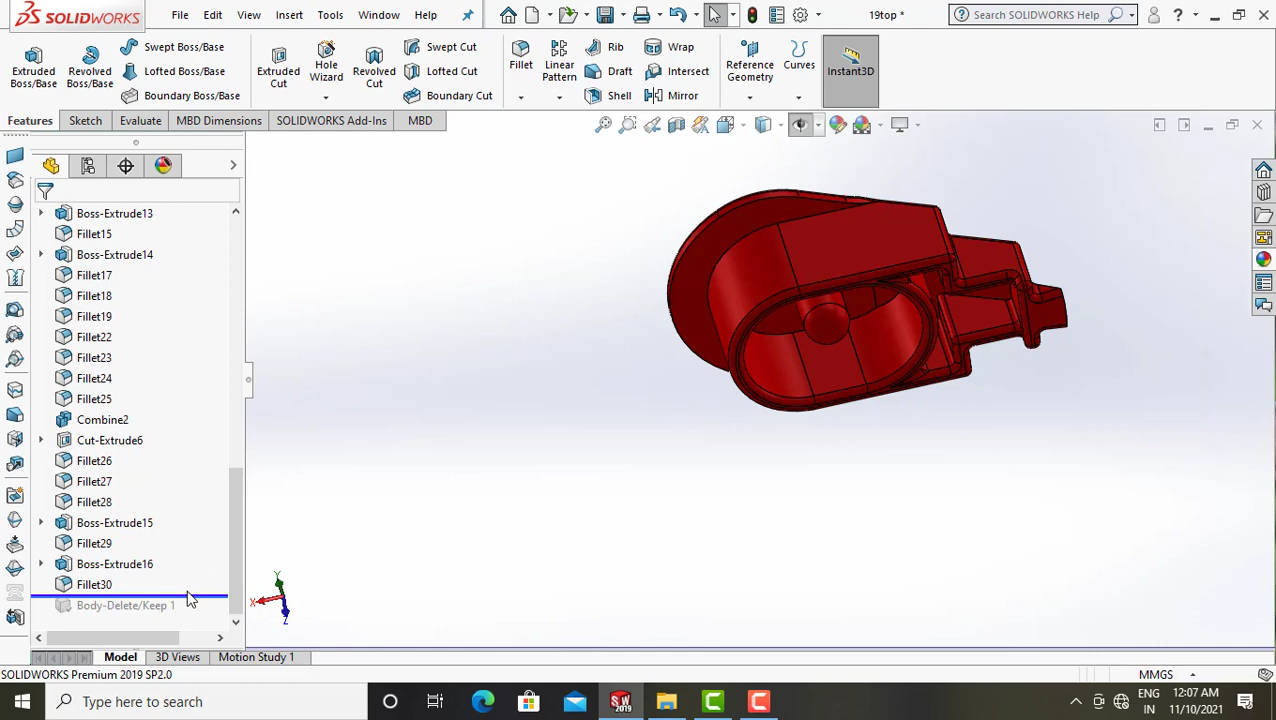 SOLIDWORKS File Edit View Insert Tools Window Help 19top * Search SOLIDWORKS Help ?
Extruded Boss/Base Revolved Boss/Base Swept Boss/Base Lofted Boss/Base Boundary Boss/Base Extruded Cut Hole Wizard Revolved Cut Swept Cut Lofted Cut Boundary Cut Fillet Linear Pattern Rib Draft Shell Wrap Intersect Mirror Reference Geometry Curves Instant3D
Features Sketch Evaluate MBD Dimensions SOLIDWORKS Add-Ins MBD
Boss-Extrude13
Fillet15
Boss-Extrude14
Fillet17
Fillet18
Fillet19
Fillet22
Fillet23
Fillet24
Fillet25
Combine2
Cut-Extrude6
Fillet26
Fillet27
Fillet28
Boss-Extrude15
Fillet29
Boss-Extrude16
Fillet30
Body-Delete/Keep 1
Y
X
Z
Model 3D Views Motion Study 1
SOLIDWORKS Premium 2019 SP2.0 MMGS
Type here to search SW 2019 ENG IN 12:07 AM 11/10/2021